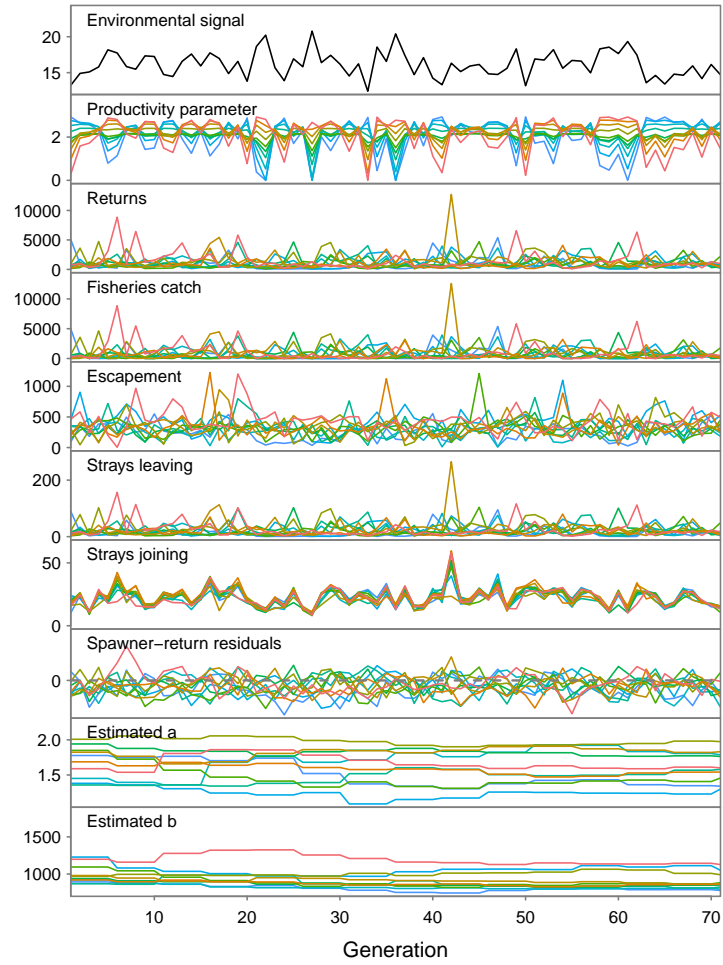 Environmental signal
20
15
Productivity parameter
2
0
Returns
10000
5000
0
Fisheries catch
10000
5000
0
Escapement
1000
500
0
Strays leaving
200
0
Strays joining
50
0
Spawner−return residuals
0
Estimated a
2.0
1.5
Estimated b
1500
1000
10 20 30 40 50 60 70
Generation